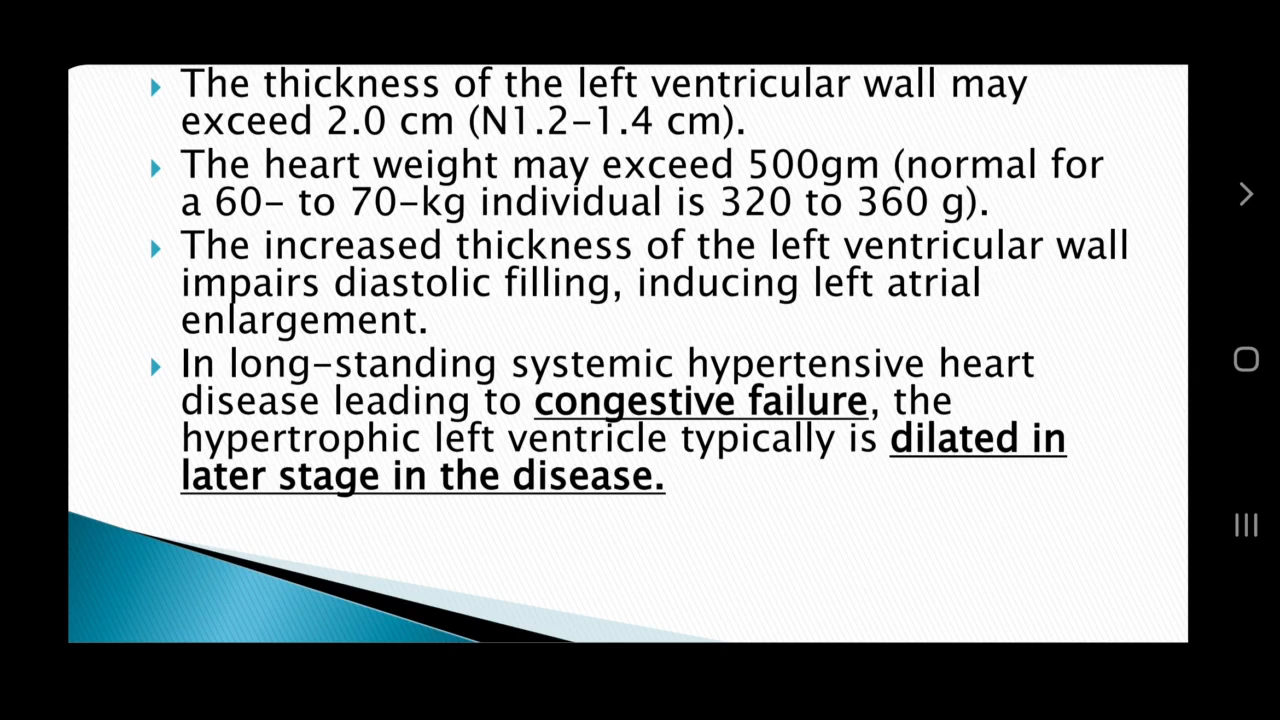 The thickness of the left ventricular wall may
exceed 2.0 cm (N1.2-1.4 cm).
The heart weight may exceed 500gm (normal for
a 60- to 70-kg individual is 320 to 360 g).
The increased thickness of the left ventricular wall
impairs diastolic filling, inducing left atrial
enlargement.
In long-standing systemic hypertensive heart
disease leading to congestive failure, the
hypertrophic left ventricle typically is dilated in
later stage in the disease.